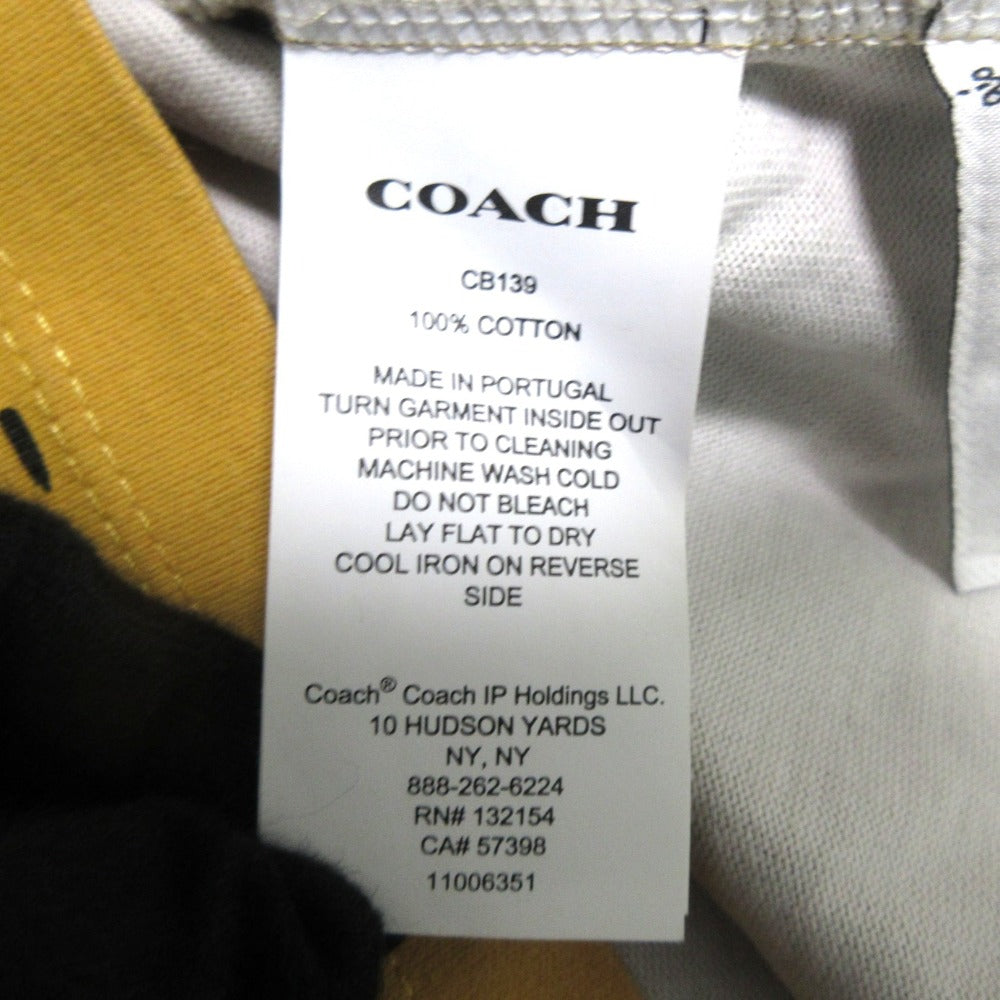 COACH
CB139
100% COTTON
MADE IN PORTUGAL
TURN GARMENT INSIDE OUT
PRIOR TO CLEANING
MACHINE WASH COLD
DO NOT BLEACH
LAY FLAT TO DRY
COOL IRON ON REVERSE
SIDE
Coach® Coach IP Holdings LLC.
10 HUDSON YARDS
NY, NY
888-262-6224
RN# 132154
CA# 57398
11006351